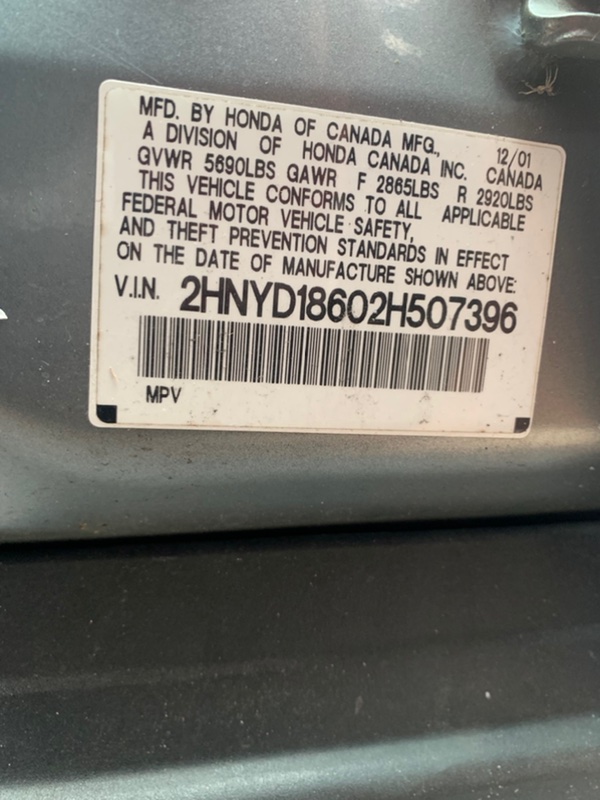 MFD. BY HONDA OF CANADA MFG., 12/01
A DIVISION OF HONDA CANADA INC. CANADA
GVWR 5690LBS GAWR F 2865LBS R 2920LBS
THIS VEHICLE CONFORMS TO ALL APPLICABLE
FEDERAL MOTOR VEHICLE SAFETY,
AND THEFT PREVENTION STANDARDS IN EFFECT
ON THE DATE OF MANUFACTURE SHOWN ABOVE:
V.I.N. 2HNYD18602H507396
MPV